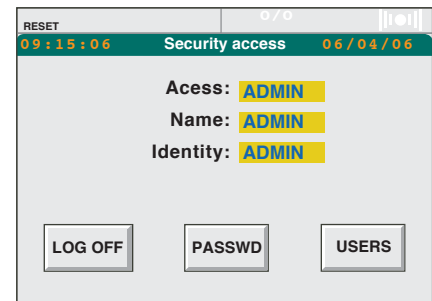 RESET 0/0
09:15:06 Security access 06/04/06
Acess: ADMIN
Name: ADMIN
Identity: ADMIN
LOG OFF PASSWD USERS